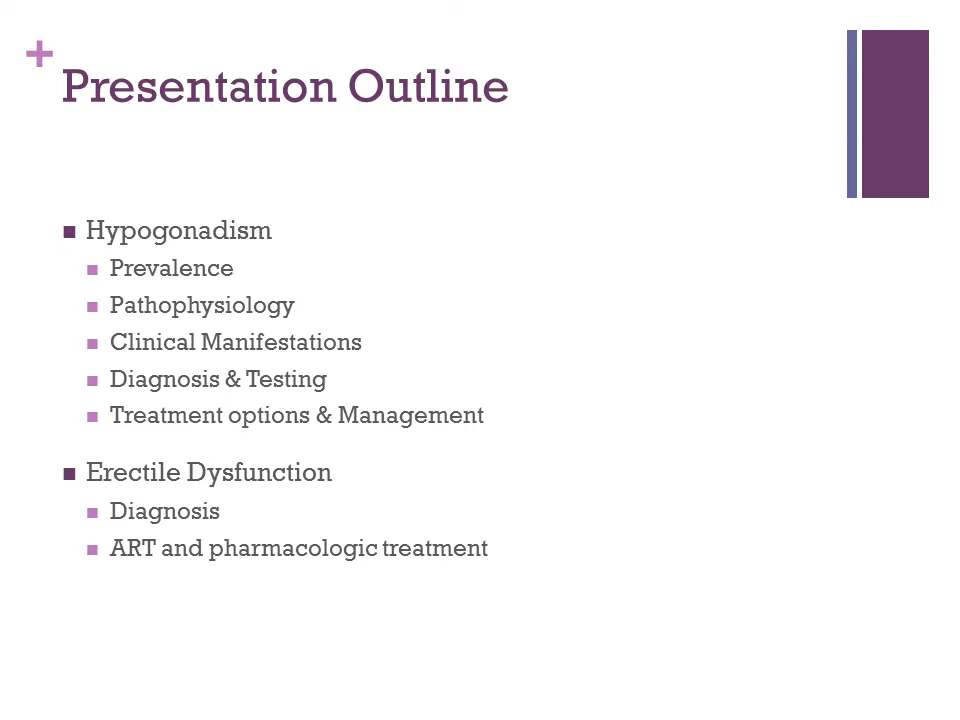 +
Presentation Outline
Hypogonadism
Prevalence
Pathophysiology
Clinical Manifestations
Diagnosis & Testing
Treatment options & Management
Erectile Dysfunction
Diagnosis
ART and pharmacologic treatment